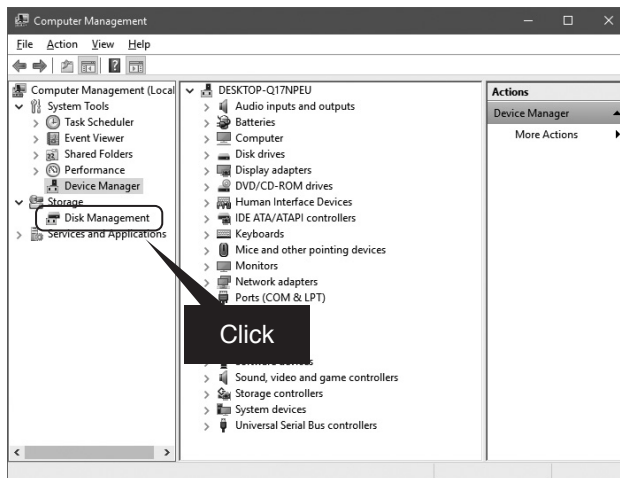 Computer Management
File Action View Help
Computer Management (Local
System Tools
Task Scheduler
Event Viewer
Shared Folders
Performance
Device Manager
Storage
Disk Management
Services and Applications
DESKTOP-Q17NPEU
Audio inputs and outputs
Batteries
Computer
Disk drives
Display adapters
DVD/CD-ROM drives
Human Interface Devices
IDE ATA/ATAPI controllers
Keyboards
Mice and other pointing devices
Monitors
Network adapters
Ports (COM & LPT)
Click
Software devices
Sound, video and game controllers
Storage controllers
System devices
Universal Serial Bus controllers
Actions
Device Manager
More Actions